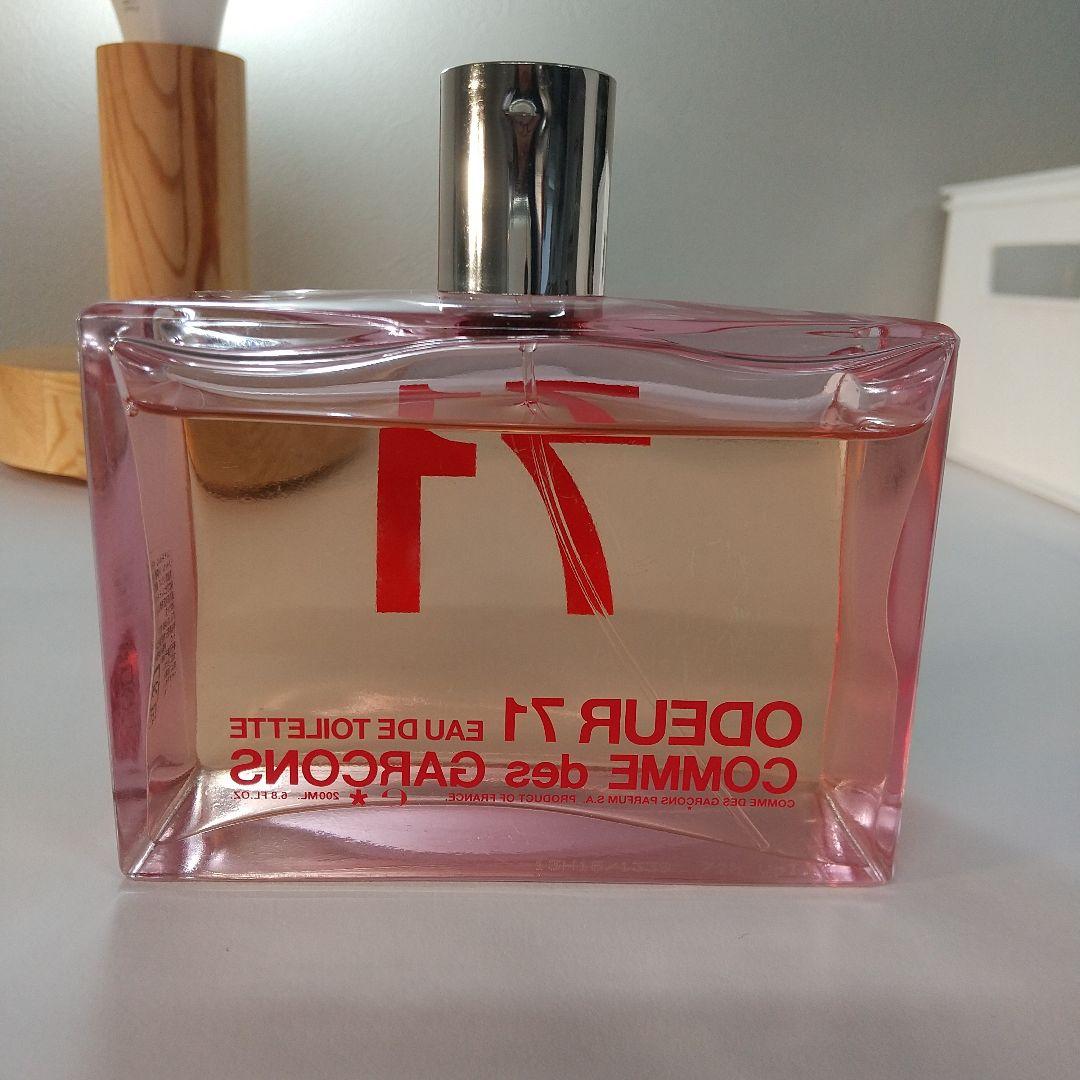 71
ODEUR 71 EAU DE TOILETTE
COMME des GARCONS
COMME DES GARÇONS PARFUM S.A. PRODUCT OF FRANCE. e ★ 200ML. 6.8 FL.OZ